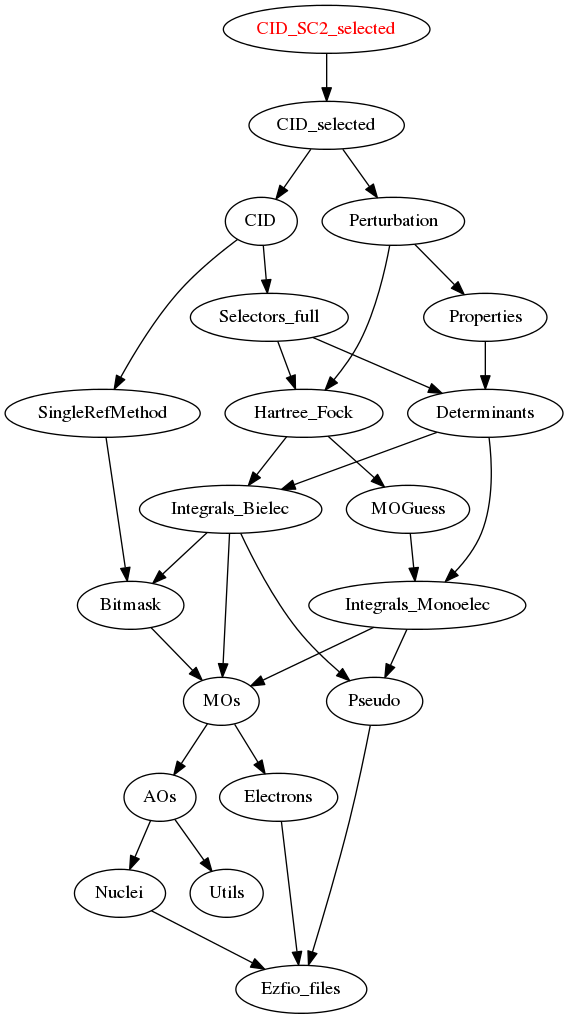 CID_SC2_selected
CID_selected
CID
Perturbation
Selectors_full
Properties
SingleRefMethod
Hartree_Fock
Determinants
Integrals_Bielec
MOGuess
Bitmask
Integrals_Monoelec
MOs
Pseudo
AOs
Electrons
Nuclei
Utils
Ezfio_files